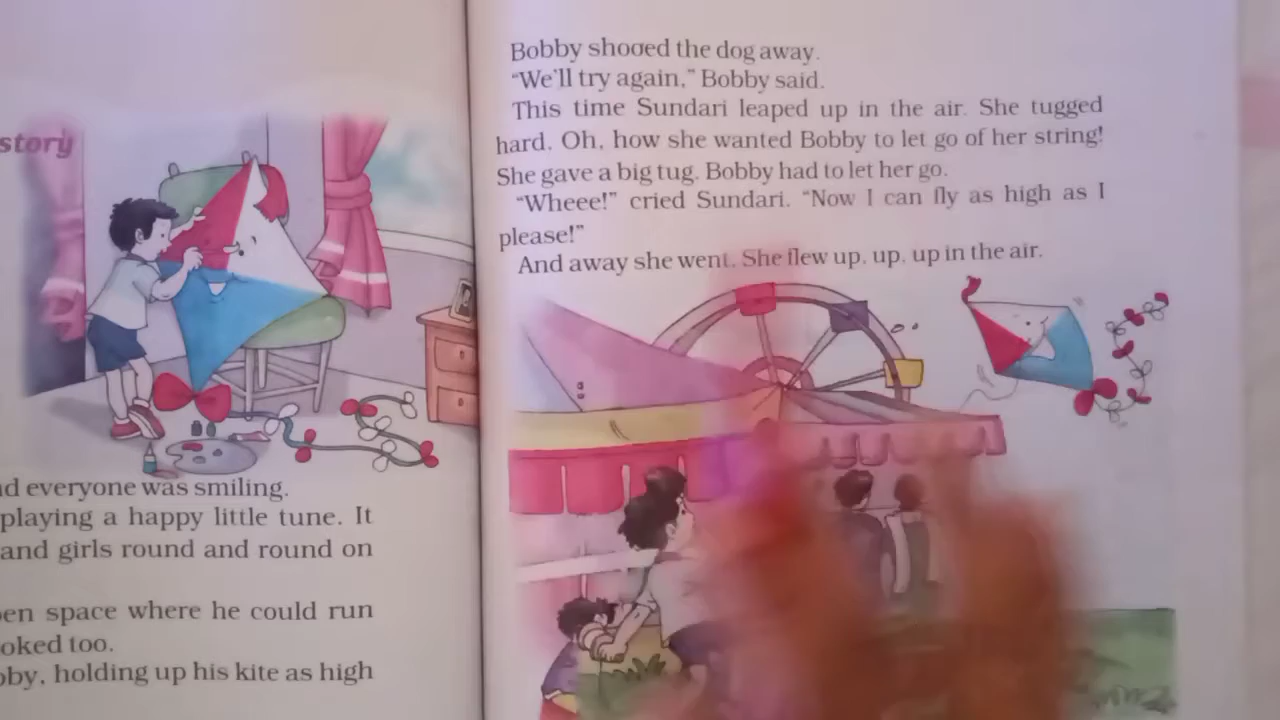 story
nd everyone was smiling.
playing a happy little tune. It
and girls round and round on
en space where he could run
oked too.
by, holding up his kite as high
Bobby shooed the dog away.
“We’ll try again,” Bobby said.
This time Sundari leaped up in the air. She tugged
hard. Oh, how she wanted Bobby to let go of her string!
She gave a big tug. Bobby had to let her go.
“Wheee!” cried Sundari. “Now I can fly as high as I
please!”
And away she went. She flew up, up, up in the air.